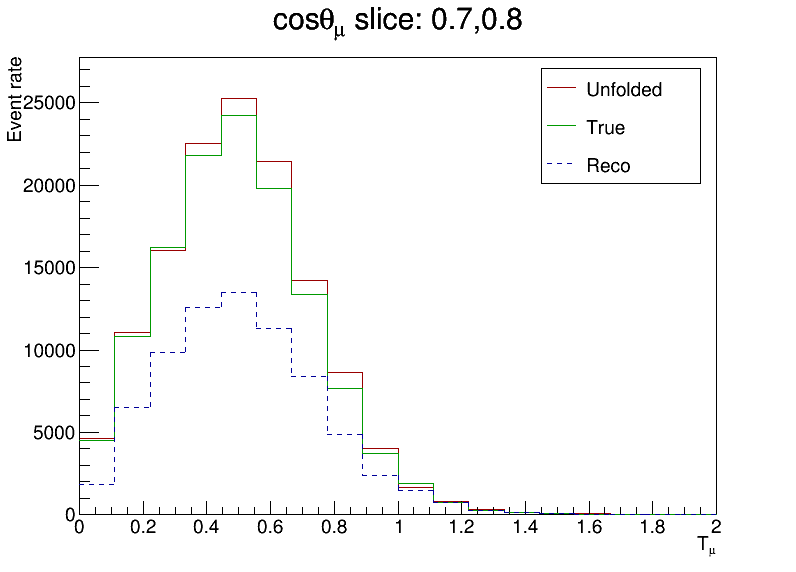 cosθμ slice: 0.7,0.8
Event rate
Unfolded
True
Reco
25000
20000
15000
10000
5000
0
0 0.2 0.4 0.6 0.8 1 1.2 1.4 1.6 1.8 2
Tμ